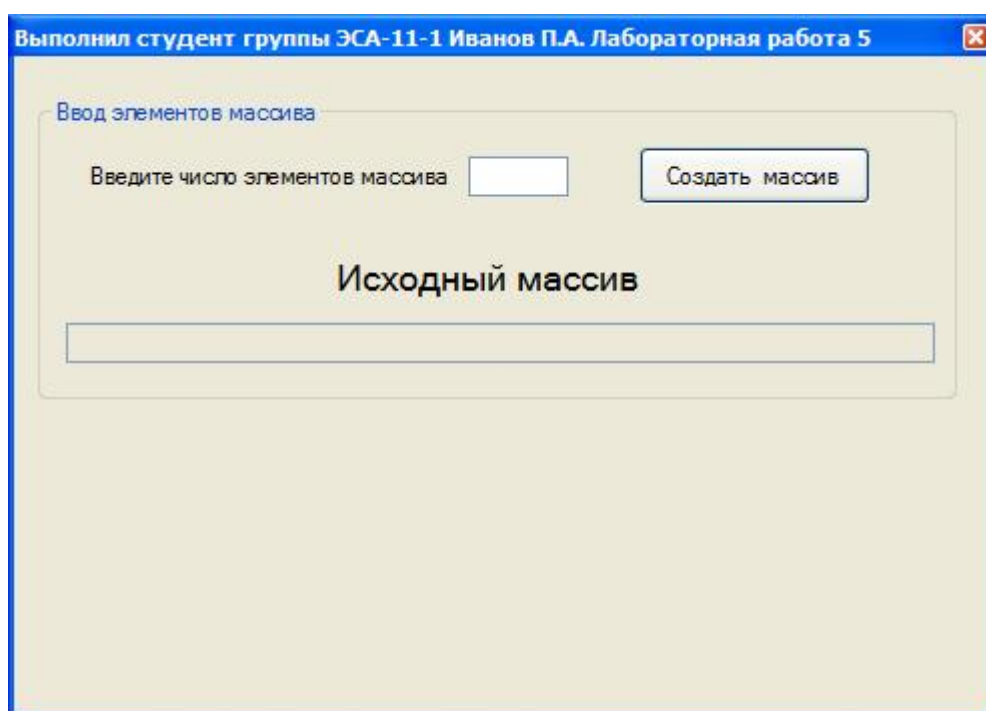 Выполнил студент группы ЭСА-11-1 Иванов П.А. Лабораторная работа 5
Ввод элементов массива
Введите число элементов массива
Создать массив
Исходный массив